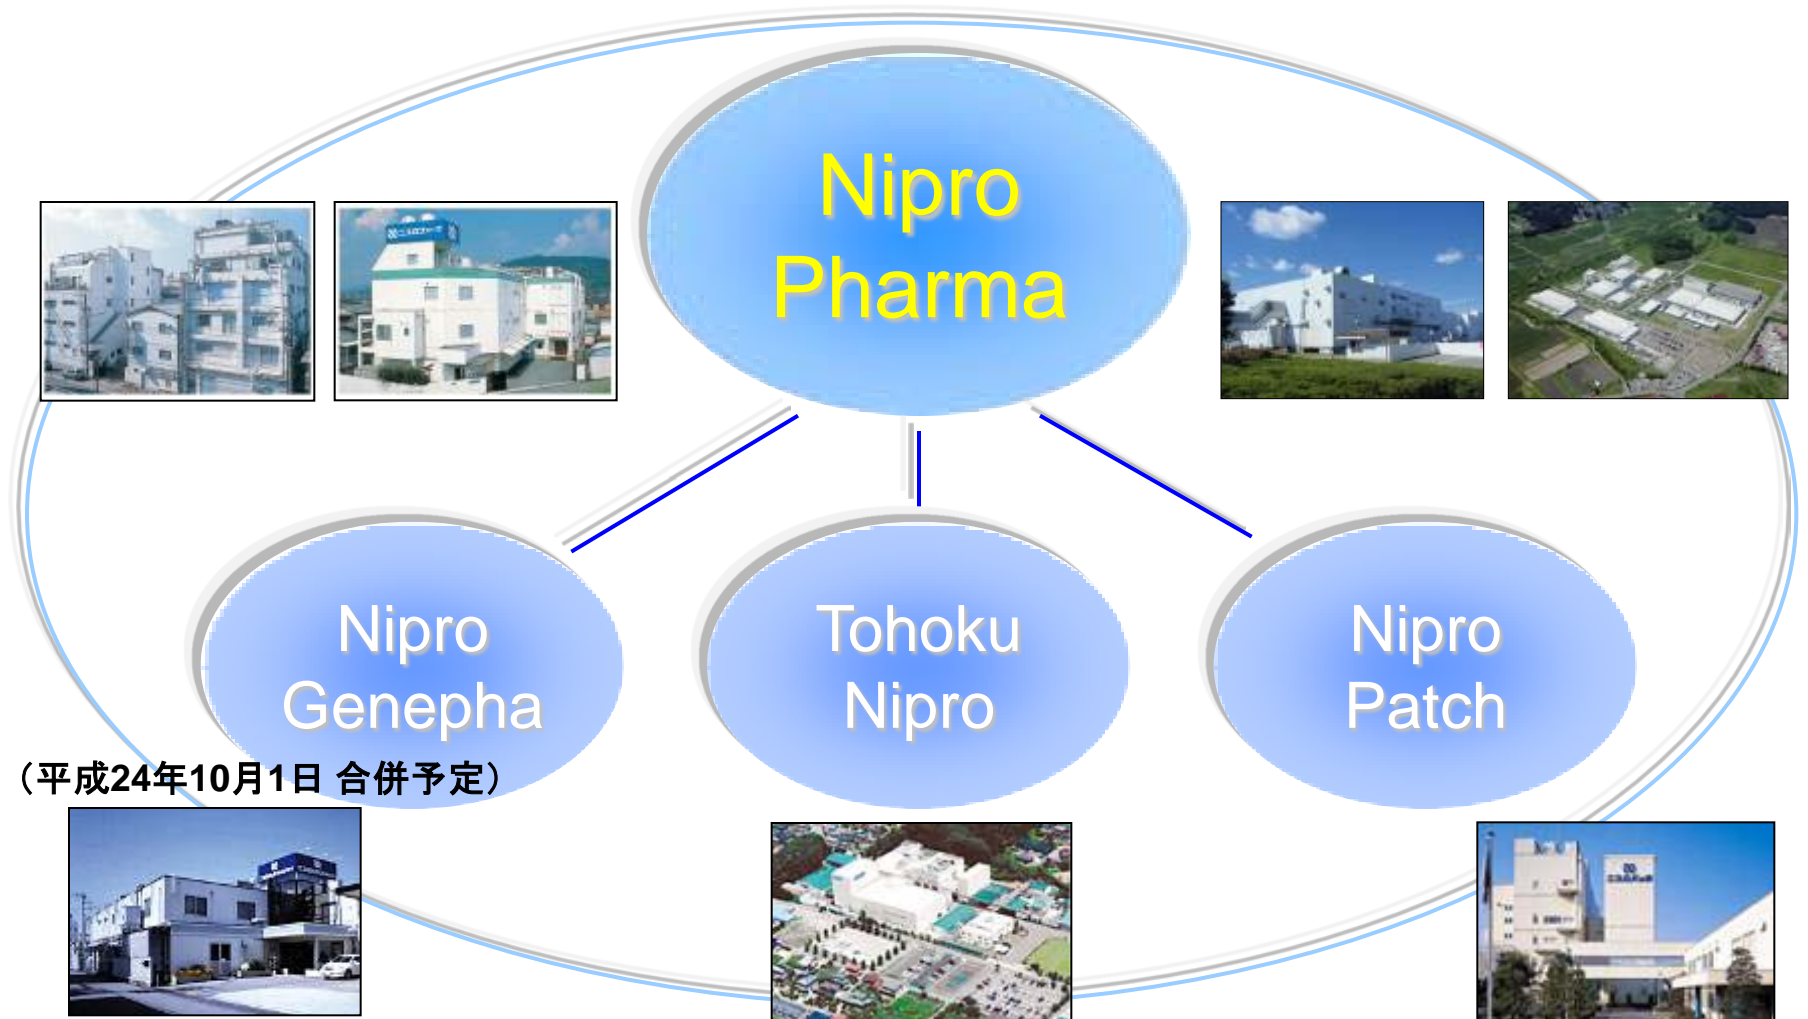 Nipro
Pharma
Nipro
Genepha
Tohoku
Nipro
Nipro
Patch
（平成24年10月1日 合併予定）